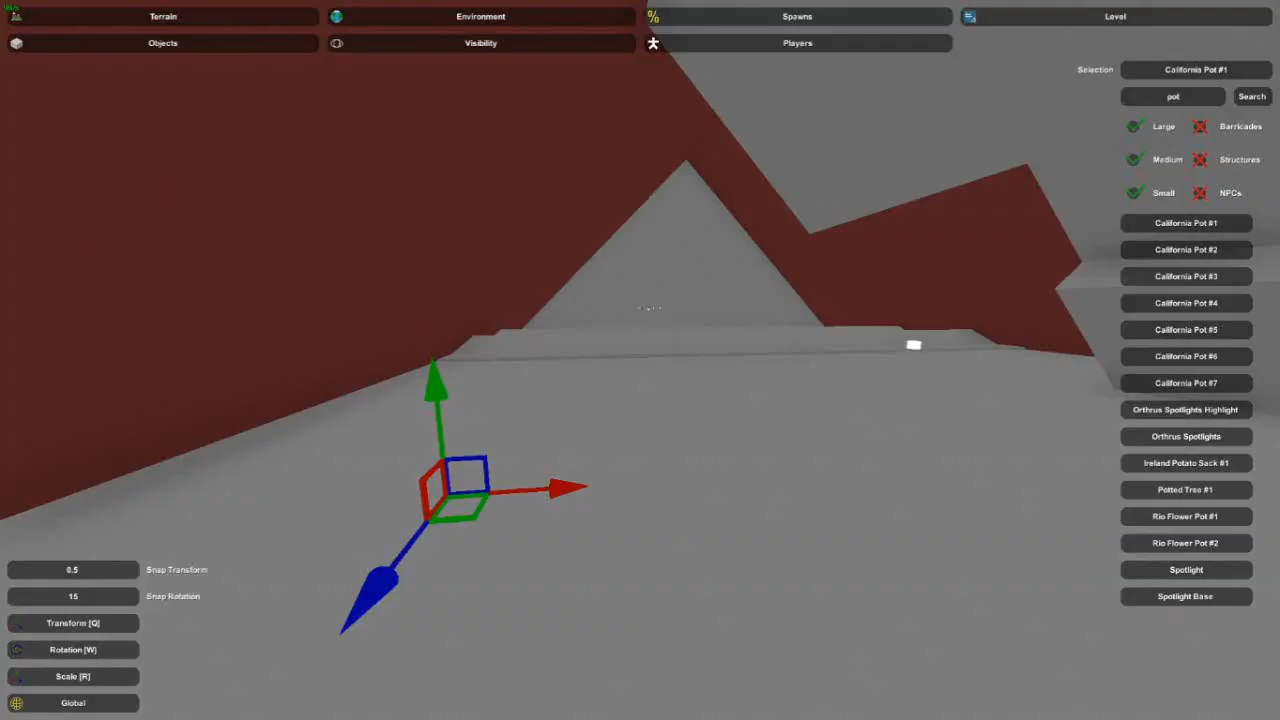 Terrain
Environment
Spawns
Level
Objects
Visibility
Players
Selection
California Pot #1
pot
Search
Large
Barricades
Medium
Structures
Small
NPCs
California Pot #1
California Pot #2
California Pot #3
California Pot #4
California Pot #5
California Pot #6
California Pot #7
Orthrus Spotlights Highlight
Orthrus Spotlights
Ireland Potato Sack #1
Potted Tree #1
Rio Flower Pot #1
Rio Flower Pot #2
Spotlight
Spotlight Base
0.5
Snap Transform
15
Snap Rotation
Transform [Q]
Rotation [W]
Scale [R]
Global